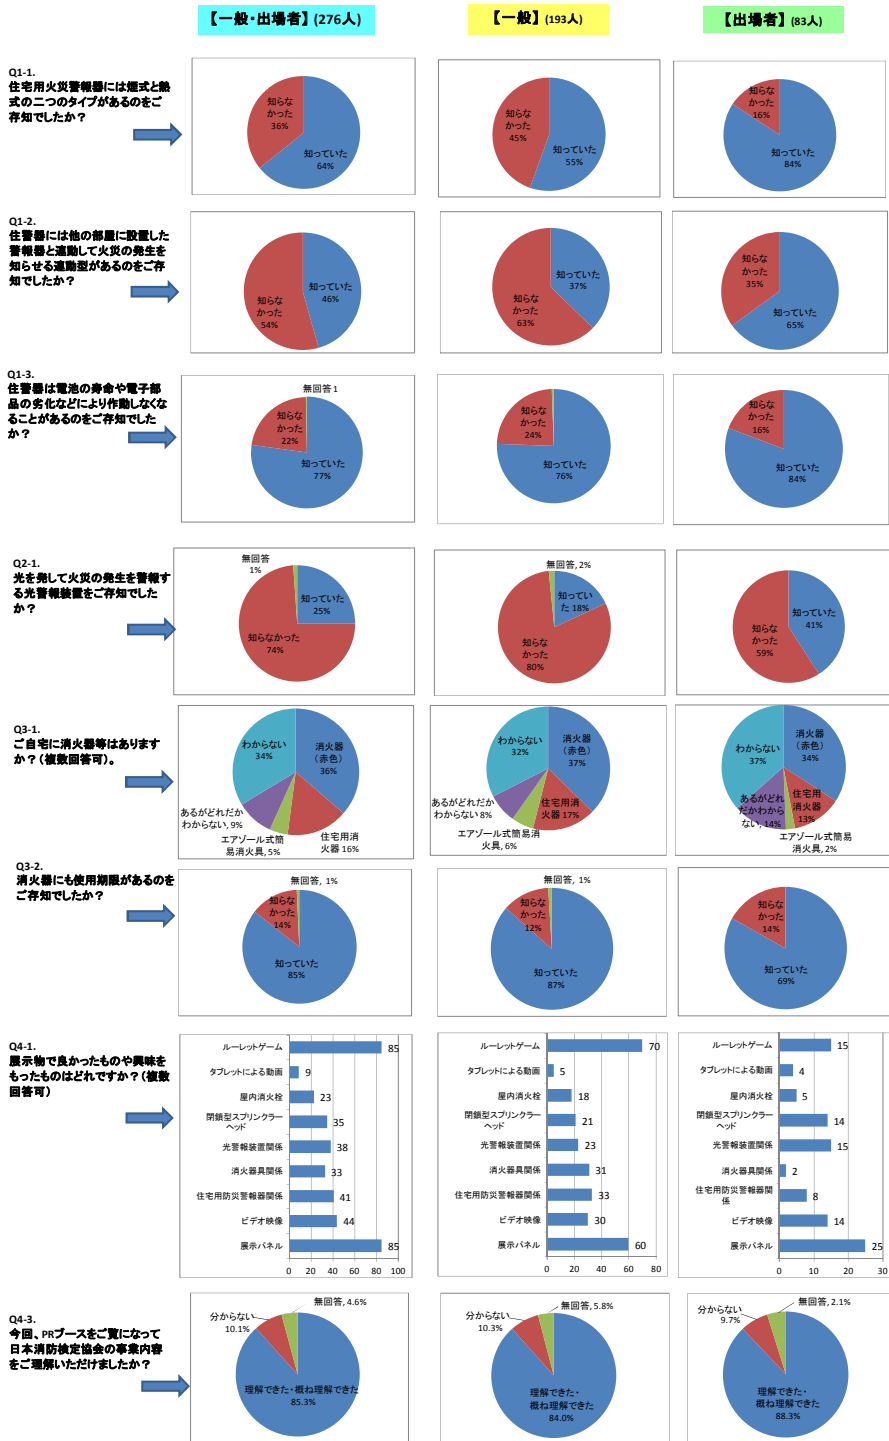 【一般・出場者】(276人)
【一般】(193人)
【出場者】(83人)
Q1-1.
住宅用火災警報器には煙式と熱
式の二つのタイプがあるのをご
存知でしたか？
知らな
かった
36%
知っていた
64%
知らな
かった
45%
知っていた
55%
知らな
かった
16%
知っていた
84%
Q1-2.
住警器には他の部屋に設置した
警報器と連動して火災の発生を
知らせる連動型があるのをご存
知でしたか？
知らな
かった
54%
知っていた
46%
知らな
かった
63%
知っていた
37%
知らな
かった
35%
知っていた
65%
Q1-3.
住警器は電池の寿命や電子部
品の劣化などにより作動しなくな
ることがあるのをご存知でした
か？
無回答 1
知らな
かった
22%
知っていた
77%
知らな
かった
24%
知っていた
76%
知らな
かった
16%
知っていた
84%
Q2-1.
光を発して火災の発生を警報す
る光警報装置をご存知でした
か？
無回答
1%
知っていた
25%
知らなかった
74%
無回答, 2%
知ってい
た 18%
知らな
かった
80%
知っていた
41%
知らな
かった
59%
Q3-1.
ご自宅に消火器等はあります
か？（複数回答可）。
わからない
34%
消火器
（赤色）
36%
あるがどれだか
わからない, 9%
エアゾール式簡
易消火具, 5%
住宅用消
火器 16%
わからない
32%
消火器
（赤色）
37%
あるがどれだか
わからない 8%
エアゾール式簡易消
火具, 6%
住宅用消
火器 17%
わからない
37%
消火器
（赤色）
34%
あるがどれ
だかわから
ない, 14%
住宅用
消火器
13%
エアゾール式簡易
消火具, 2%
Q3-2.
消火器にも使用期限があるのを
ご存知でしたか？
無回答, 1%
知らな
かった
14%
知っていた
85%
無回答, 1%
知らな
かった
12%
知っていた
87%
知らな
かった
14%
知っていた
69%
Q4-1.
展示物で良かったものや興味を
もったものはどれですか？（複数
回答可）
ルーレットゲーム 85
タブレットによる動画 9
屋内消火栓 23
閉鎖型スプリンクラー
ヘッド 35
光警報装置関係 38
消火器具関係 33
住宅用防災警報器関係 41
ビデオ映像 44
展示パネル 85
0 20 40 60 80 100
ルーレットゲーム 70
タブレットによる動画 5
屋内消火栓 18
閉鎖型スプリンクラー
ヘッド 21
光警報装置関係 23
消火器具関係 31
住宅用防災警報器関係 33
ビデオ映像 30
展示パネル 60
0 20 40 60 80
ルーレットゲーム 15
タブレットによる動画 4
屋内消火栓 5
閉鎖型スプリンクラー
ヘッド 14
光警報装置関係 15
消火器具関係 2
住宅用防災警報器関
係 8
ビデオ映像 14
展示パネル 25
0 10 20 30
Q4-3.
今回、PRブースをご覧になって
日本消防検定協会の事業内容
をご理解いただけましたか？
分からない
10.1%
無回答, 4.6%
理解できた・概ね理解できた
85.3%
分からない
10.3%
無回答, 5.8%
理解できた・
概ね理解できた
84.0%
分からない
9.7%
無回答, 2.1%
理解できた・
概ね理解できた
88.3%